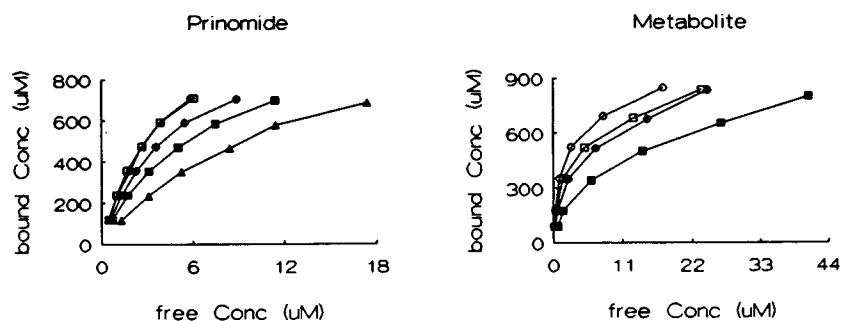 Prinomide
Metabolite
bound Conc (uM)
800
600
400
200
0
0 6 12 18
free Conc (uM)
bound Conc (uM)
900
600
300
0
0 11 22 33 44
free Conc (uM)